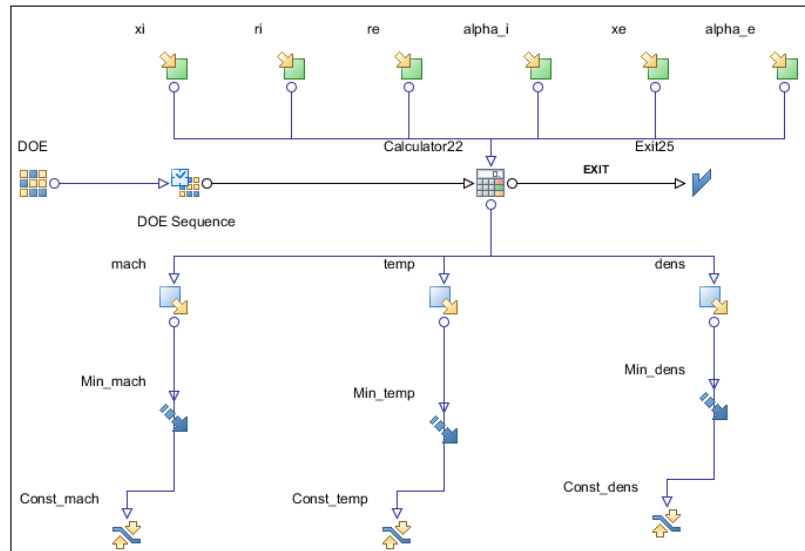 xi ri re alpha_i xe alpha_e
DOE Calculator22 Exit25
EXIT
DOE Sequence
mach temp dens
Min_mach Min_temp Min_dens
Const_mach Const_temp Const_dens